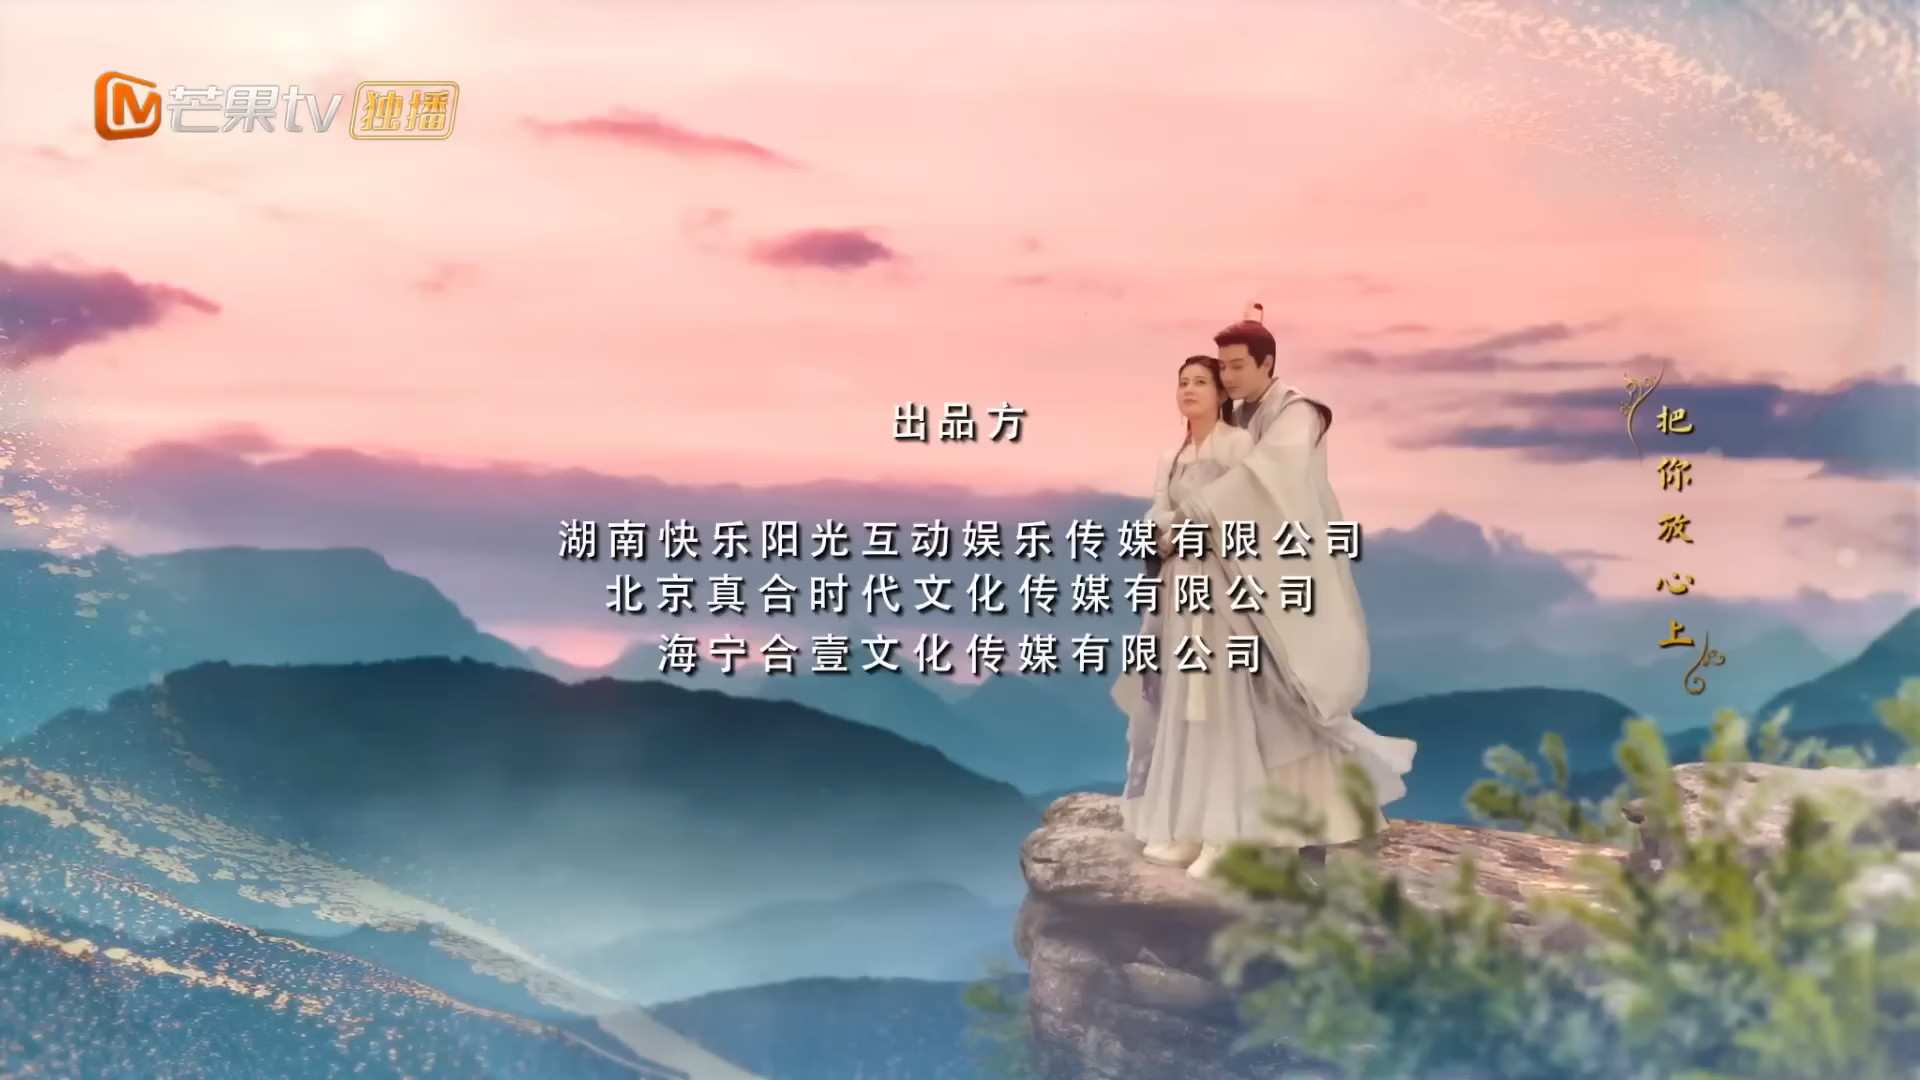 芒果tv 独播
出品方
湖南快乐阳光互动娱乐传媒有限公司
北京真合时代文化传媒有限公司
海宁合壹文化传媒有限公司
把你放心上